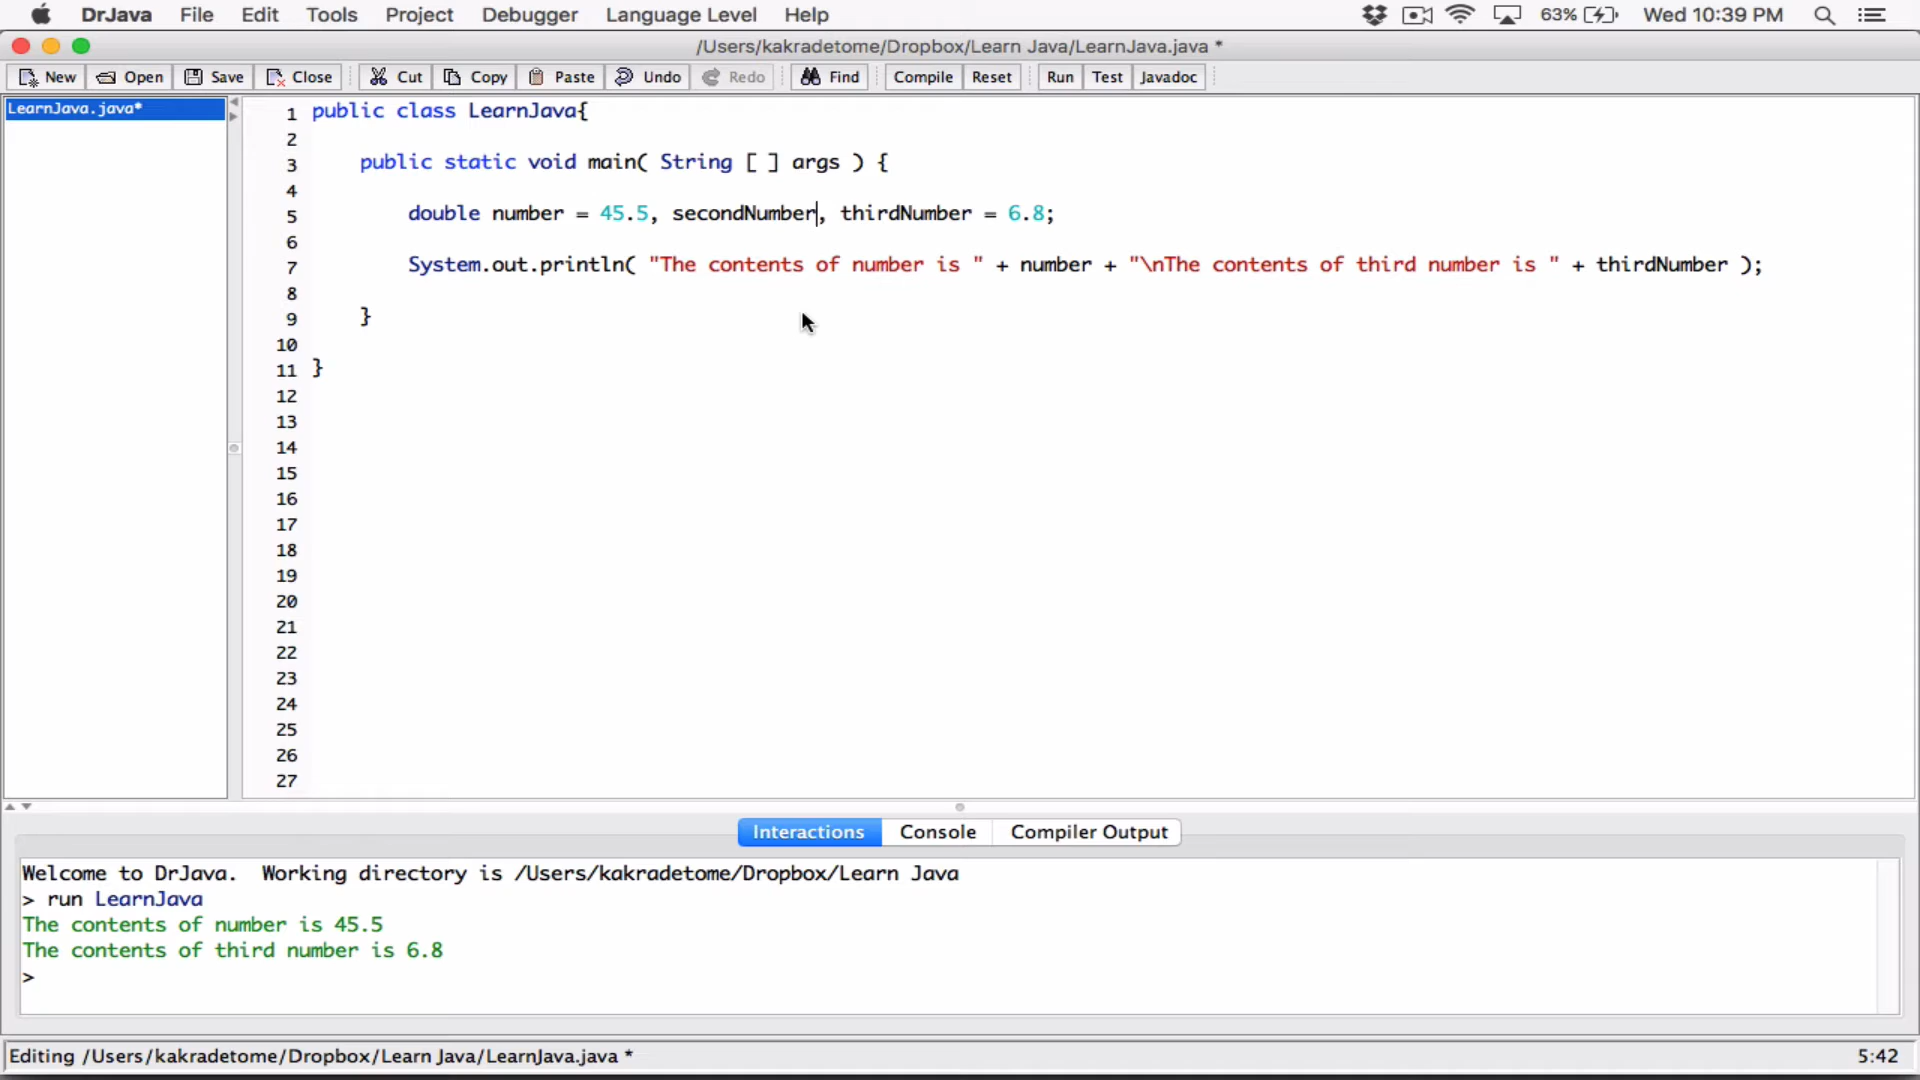 DrJava File Edit Tools Project Debugger Language Level Help 63% Wed 10:39 PM
/Users/kakradetome/Dropbox/Learn Java/LearnJava.java *
New Open Save Close Cut Copy Paste Undo Redo Find Compile Reset Run Test Javadoc
LearnJava.java*
1 public class LearnJava{
2
3 public static void main( String [ ] args ) {
4
5 double number = 45.5, secondNumber, thirdNumber = 6.8;
6
7 System.out.println( "The contents of number is " + number + "\nThe contents of third number is " + thirdNumber );
8
9 }
10
11 }
12
13
14
15
16
17
18
19
20
21
22
23
24
25
26
27
Interactions Console Compiler Output
Welcome to DrJava. Working directory is /Users/kakradetome/Dropbox/Learn Java
> run LearnJava
The contents of number is 45.5
The contents of third number is 6.8
>
Editing /Users/kakradetome/Dropbox/Learn Java/LearnJava.java * 5:42